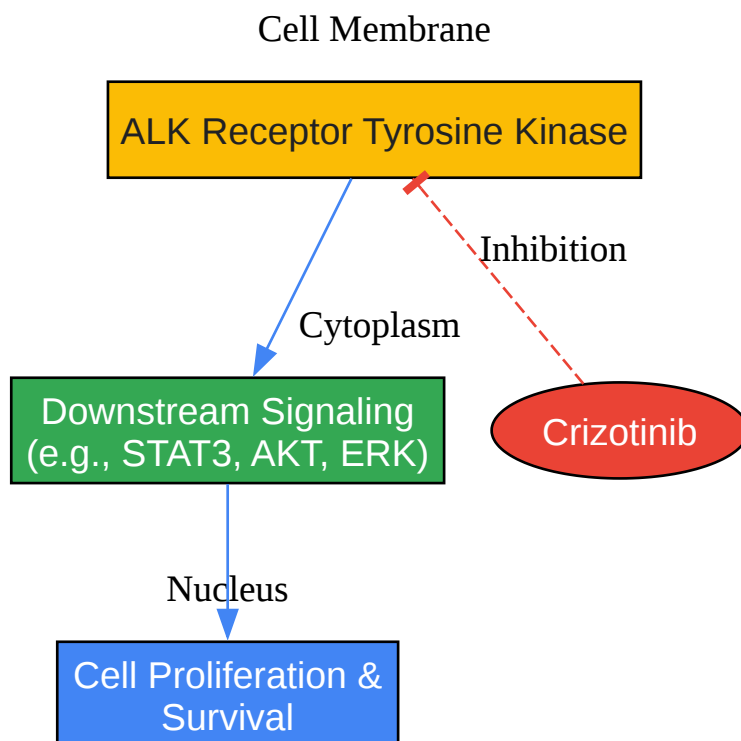 Cell Membrane
ALK Receptor Tyrosine Kinase
Inhibition
Cytoplasm
Downstream Signaling
(e.g., STAT3, AKT, ERK)
Crizotinib
Nucleus
Cell Proliferation &
Survival